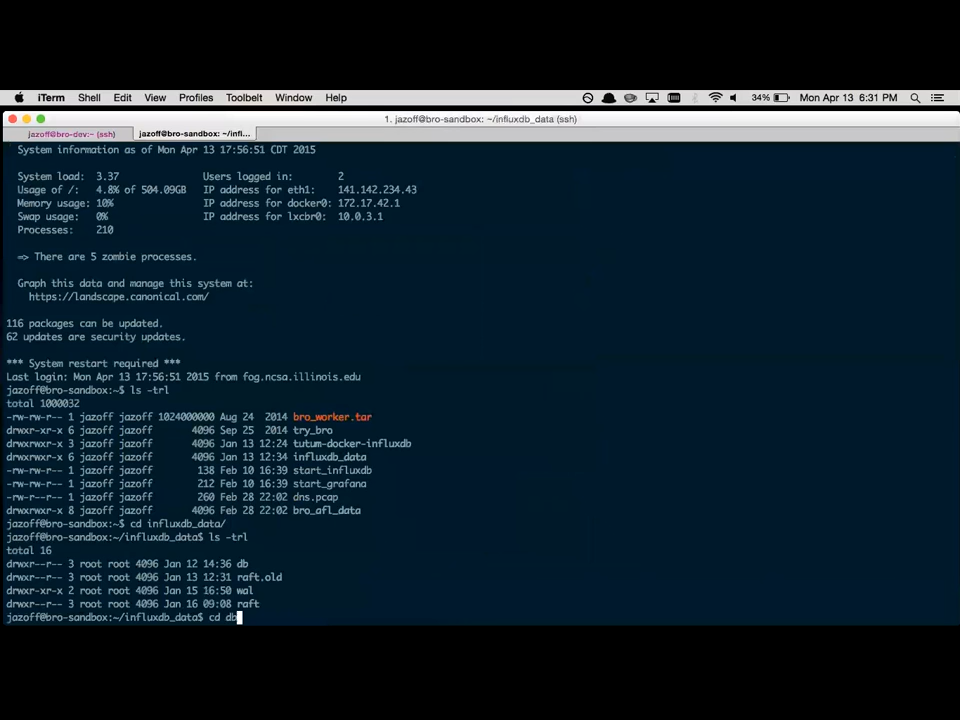 iTerm Shell Edit View Profiles Toolbelt Window Help 34% Mon Apr 13 6:31 PM
1. jazoff@bro-sandbox: ~/influxdb_data (ssh)
jazoff@bro-dev:~ (ssh) jazoff@bro-sandbox: ~/infl...
System information as of Mon Apr 13 17:56:51 CDT 2015
System load: 3.37 Users logged in: 2
Usage of /: 4.8% of 504.09GB IP address for eth1: 141.142.234.43
Memory usage: 10% IP address for docker0: 172.17.42.1
Swap usage: 0% IP address for lxcbr0: 10.0.3.1
Processes: 210
=> There are 5 zombie processes.
Graph this data and manage this system at:
https://landscape.canonical.com/
116 packages can be updated.
62 updates are security updates.
*** System restart required ***
Last login: Mon Apr 13 17:56:51 2015 from fog.ncsa.illinois.edu
jazoff@bro-sandbox:~$ ls -trl
total 1000032
-rw-rw-r-- 1 jazoff jazoff 1024000000 Aug 24 2014 bro_worker.tar
drwxrwxr-x 6 jazoff jazoff 4096 Sep 25 2014 try_bro
drwxrwxr-x 3 jazoff jazoff 4096 Jan 13 12:24 tutum-docker-influxdb
drwxrwxr-x 6 jazoff jazoff 4096 Jan 13 12:34 influxdb_data
-rw-rw-r-- 1 jazoff jazoff 138 Feb 10 16:39 start_influxdb
-rw-rw-r-- 1 jazoff jazoff 212 Feb 10 16:39 start_grafana
-rw-rw-r-- 1 jazoff jazoff 260 Feb 28 22:02 dns.pcap
drwxrwxr-x 8 jazoff jazoff 4096 Feb 28 22:02 bro_afl_data
jazoff@bro-sandbox:~$ cd influxdb_data/
jazoff@bro-sandbox:~/influxdb_data$ ls -trl
total 16
drwxr--r-- 3 root root 4096 Jan 12 14:36 db
drwxr--r-- 3 root root 4096 Jan 13 12:31 raft.old
drwxr-xr-x 2 root root 4096 Jan 15 16:50 wal
drwxr--r-- 3 root root 4096 Jan 16 09:08 raft
jazoff@bro-sandbox:~/influxdb_data$ cd db